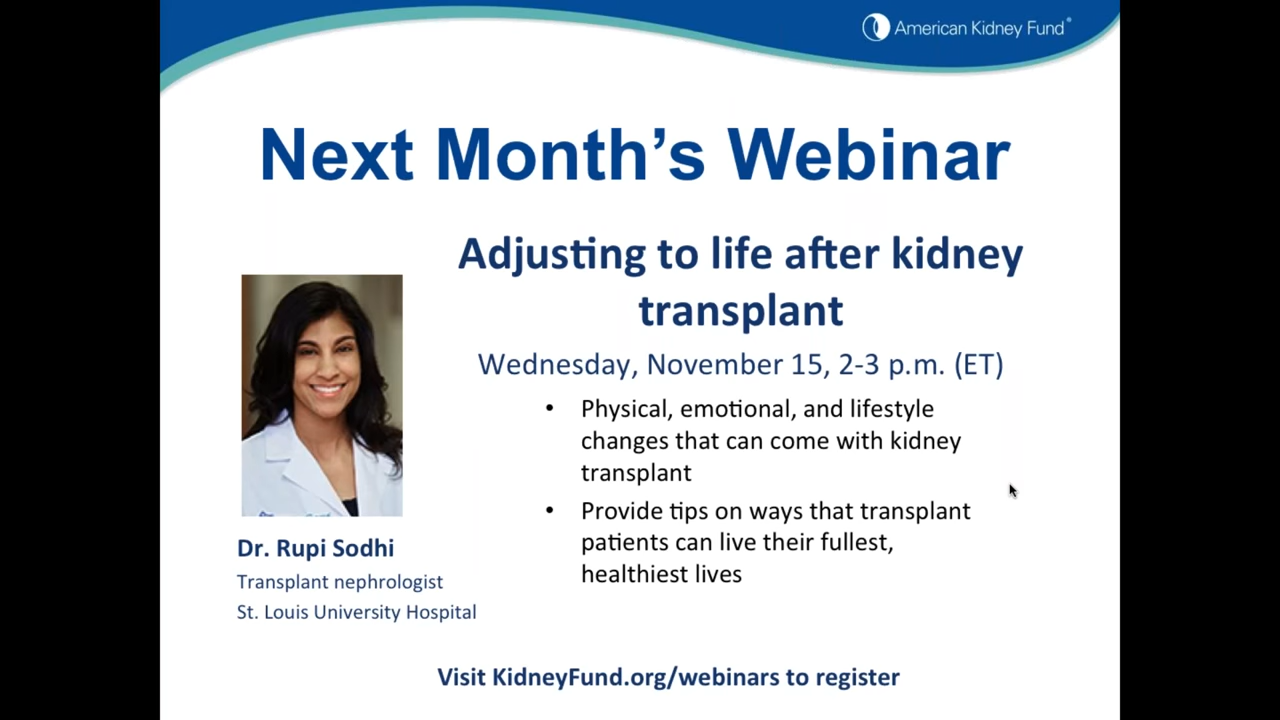 American Kidney Fund®
Next Month’s Webinar
Adjusting to life after kidney
transplant
Wednesday, November 15, 2-3 p.m. (ET)
• Physical, emotional, and lifestyle
changes that can come with kidney
transplant
• Provide tips on ways that transplant
patients can live their fullest,
healthiest lives
Dr. Rupi Sodhi
Transplant nephrologist
St. Louis University Hospital
Visit KidneyFund.org/webinars to register